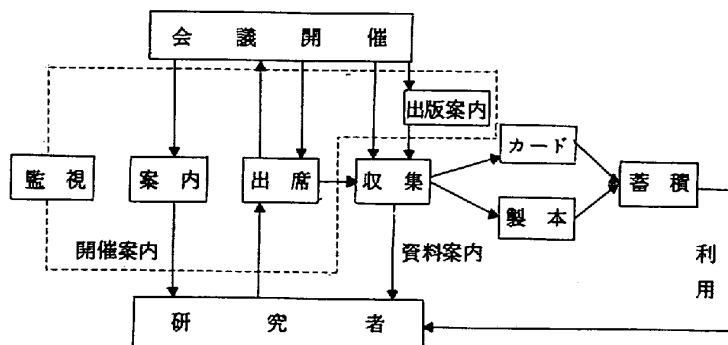 会議開催
出版案内
カード
監視
案内
出席
収集
蓄積
製本
開催案内
資料案内
利用
研究者